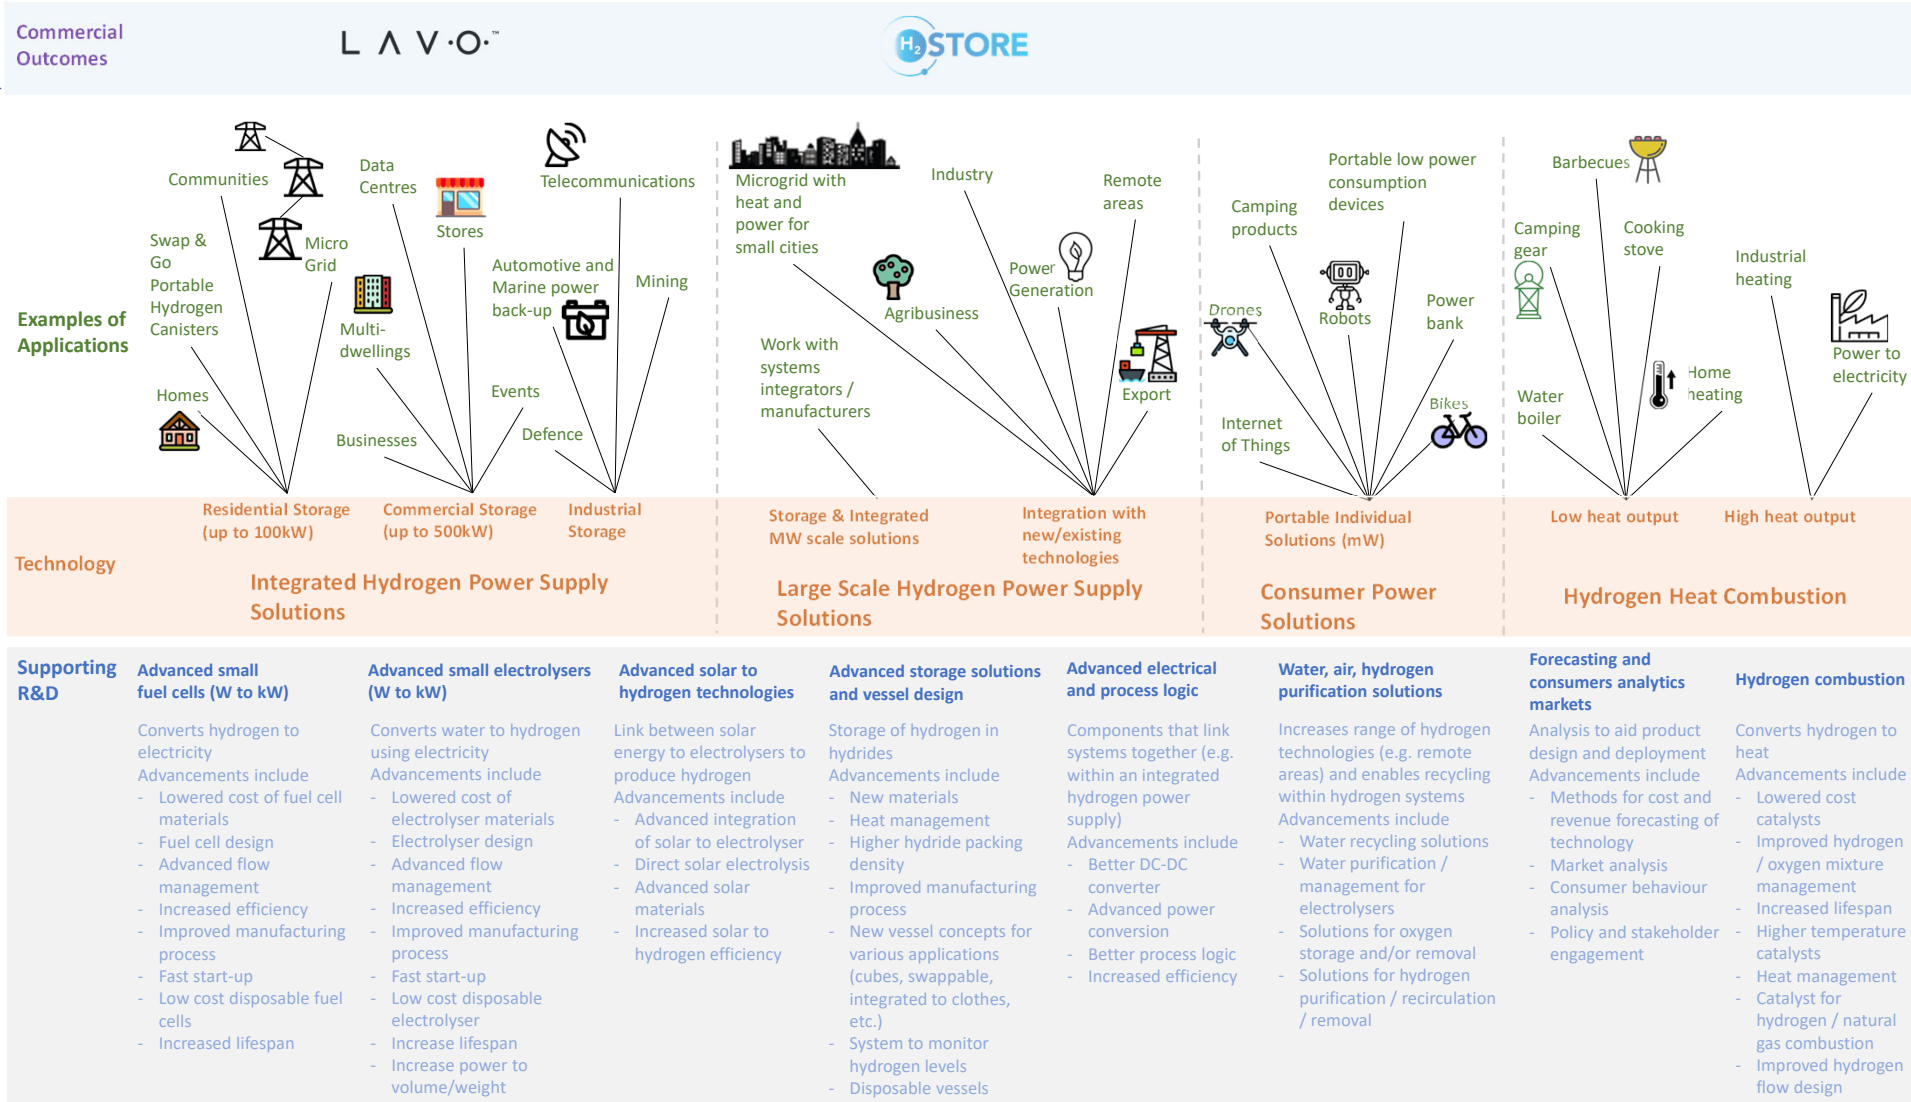 Commercial
Outcomes
L A V·O·™
H2STORE
Examples of
Applications
Communities
Swap &
Go
Portable
Hydrogen
Canisters
Homes
Micro
Grid
Data
Centres
Stores
Multi-
dwellings
Businesses
Events
Telecommunications
Automotive and
Marine power
back-up
Mining
Defence
Microgrid with
heat and
power for
small cities
Work with
systems
integrators /
manufacturers
Industry
Agribusiness
Power
Generation
Remote
areas
Export
Portable low power
consumption
devices
Camping
products
Drones
Robots
Power
bank
Internet
of Things
Bikes
Barbecues
Camping
gear
Cooking
stove
Water
boiler
Home
heating
Industrial
heating
Power to
electricity
Technology
Residential Storage
(up to 100kW)
Commercial Storage
(up to 500kW)
Industrial
Storage
Integrated Hydrogen Power Supply
Solutions
Storage & Integrated
MW scale solutions
Integration with
new/existing
technologies
Large Scale Hydrogen Power Supply
Solutions
Portable Individual
Solutions (mW)
Consumer Power
Solutions
Low heat output
High heat output
Hydrogen Heat Combustion
Supporting
R&D
Advanced small
fuel cells (W to kW)
Converts hydrogen to
electricity
Advancements include
- Lowered cost of fuel cell
materials
- Fuel cell design
- Advanced flow
management
- Increased efficiency
- Improved manufacturing
process
- Fast start-up
- Low cost disposable fuel
cells
- Increased lifespan
Advanced small electrolysers
(W to kW)
Converts water to hydrogen
using electricity
Advancements include
- Lowered cost of
electrolyser materials
- Electrolyser design
- Advanced flow
management
- Increased efficiency
- Improved manufacturing
process
- Fast start-up
- Low cost disposable
electrolyser
- Increase lifespan
- Increase power to
volume/weight
Advanced solar to
hydrogen technologies
Link between solar
energy to electrolysers to
produce hydrogen
Advancements include
- Advanced integration
of solar to electrolyser
- Direct solar electrolysis
- Advanced solar
materials
- Increased solar to
hydrogen efficiency
Advanced storage solutions
and vessel design
Storage of hydrogen in
hydrides
Advancements include
- New materials
- Heat management
- Higher hydride packing
density
- Improved manufacturing
process
- New vessel concepts for
various applications
(cubes, swappable,
integrated to clothes,
etc.)
- System to monitor
hydrogen levels
- Disposable vessels
Advanced electrical
and process logic
Components that link
systems together (e.g.
within an integrated
hydrogen power
supply)
Advancements include
- Better DC-DC
converter
- Advanced power
conversion
- Better process logic
- Increased efficiency
Water, air, hydrogen
purification solutions
Increases range of hydrogen
technologies (e.g. remote
areas) and enables recycling
within hydrogen systems
Advancements include
- Water recycling solutions
- Water purification /
management for
electrolysers
- Solutions for oxygen
storage and/or removal
- Solutions for hydrogen
purification / recirculation
/ removal
Forecasting and
consumers analytics
markets
Analysis to aid product
design and deployment
Advancements include
- Methods for cost and
revenue forecasting of
technology
- Market analysis
- Consumer behaviour
analysis
- Policy and stakeholder
engagement
Hydrogen combustion
Converts hydrogen to
heat
Advancements include
- Lowered cost
catalysts
- Improved hydrogen
/ oxygen mixture
management
- Increased lifespan
- Higher temperature
catalysts
- Heat management
- Catalyst for
hydrogen / natural
gas combustion
- Improved hydrogen
flow design